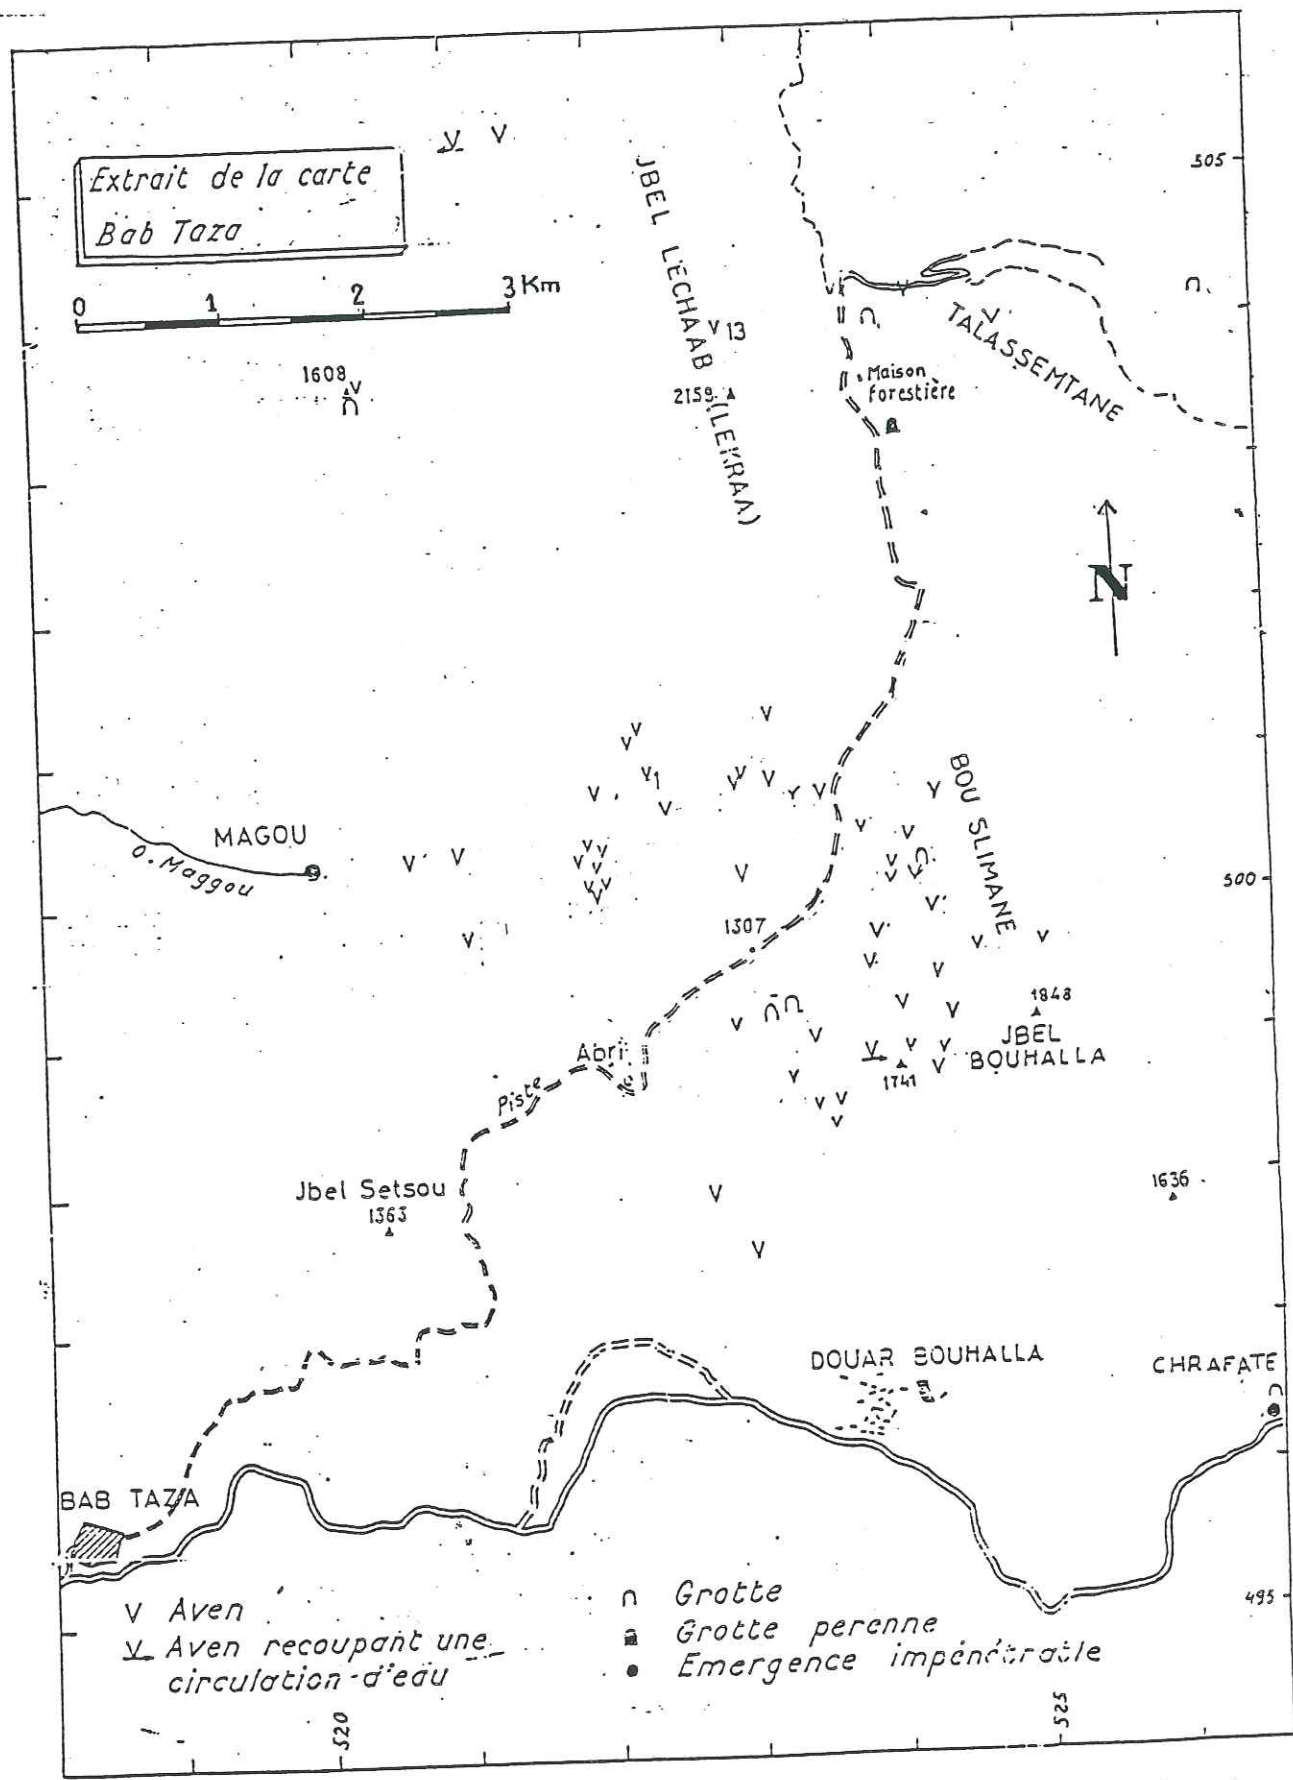 Extrait de la carte
Bab Taza
0 1 2 3 Km
JBEL LECHAAB (LEKRAA)
505
V 13
1608
2159
Maison
forestière
TALASSEMTANE
N
1
BOU SLIMANE
MAGOU
O. Maggou
500
1307
1848
JBEL
BOUHALLA
1741
Abri
Piste
Jbel Setsou
1363
1636
DOUAR BOUHALLA
CHRAFATE
BAB TAZA
V Aven
V Aven recoupant une
circulation-d'eau
Grotte
Grotte perenne
Emergence impénétrable
495
520
525